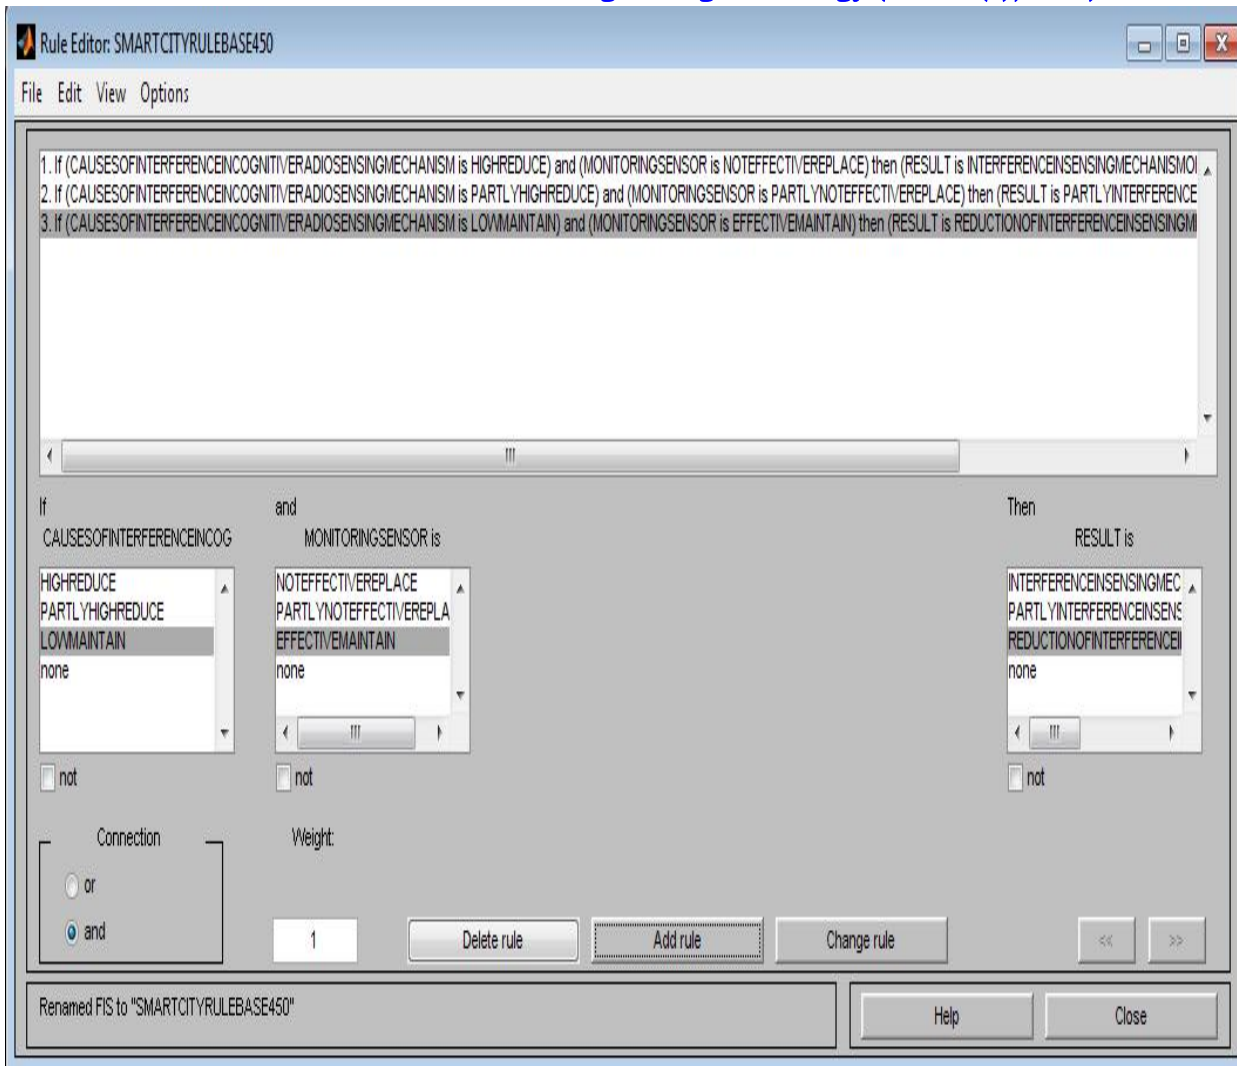 Rule Editor: SMARTCITYRULEBASE450
File Edit View Options
1. If (CAUSESOFINTERFERENCEINCOGNITIVERADIOSENSINGMECHANISM is HIGHREDUCE) and (MONITORINGSENSOR is NOTEFFECTIVEREPLACE) then (RESULT is INTERFERENCEINSENSINGMECHANISMO
2. If (CAUSESOFINTERFERENCEINCOGNITIVERADIOSENSINGMECHANISM is PARTLYHIGHREDUCE) and (MONITORINGSENSOR is PARTLYNOTEFFECTIVEREPLACE) then (RESULT is PARTLYINTERFERENCE
3. If (CAUSESOFINTERFERENCEINCOGNITIVERADIOSENSINGMECHANISM is LOWMAINTAIN) and (MONITORINGSENSOR is EFFECTIVEMAINTAIN) then (RESULT is REDUCTIONOFINTERFERENCEINSENSINGM
If and Then
CAUSESOFINTERFERENCEINCOG MONITORINGSENSOR is RESULT is
HIGHREDUCE NOTEFFECTIVEREPLACE INTERFERENCEINSENSINGMEC
PARTLYHIGHREDUCE PARTLYNOTEFFECTIVEREPLA PARTLYINTERFERENCEINSENS
LOWMAINTAIN EFFECTIVEMAINTAIN REDUCTIONOFINTERFERENCEI
none none none
not not not
Connection Weight:
or
and 1 Delete rule Add rule Change rule << >>
Renamed FIS to "SMARTCITYRULEBASE450" Help Close